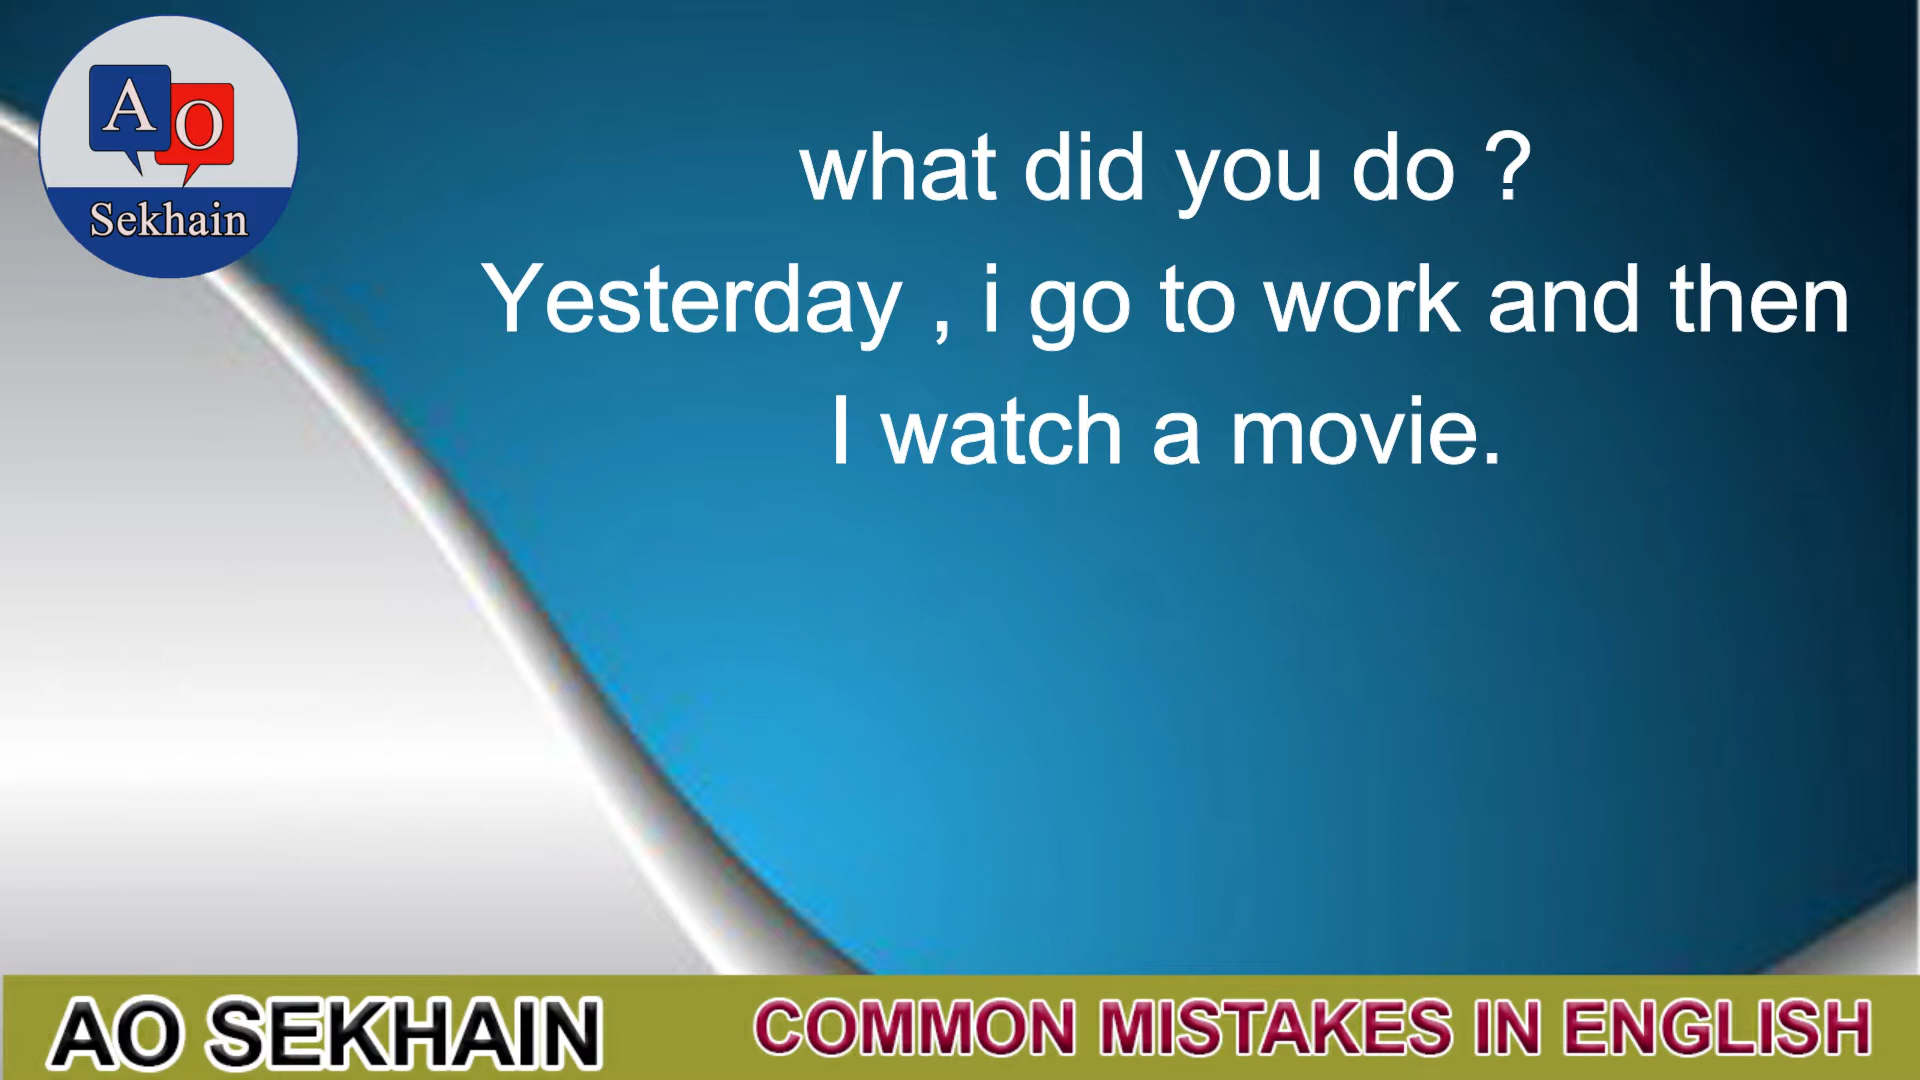 A O
Sekhain
what did you do ?
Yesterday , i go to work and then
I watch a movie.
AO SEKHAIN
COMMON MISTAKES IN ENGLISH